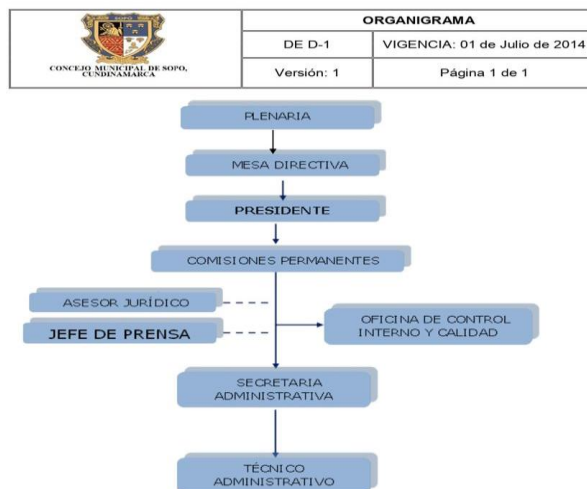 CONCEJO MUNICIPAL DE SOPO,
CUNDINAMARCA
ORGANIGRAMA
DE D-1
VIGENCIA: 01 de Julio de 2014
Versión: 1
Página 1 de 1
PLENARIA
MESA DIRECTIVA
PRESIDENTE
COMISIONES PERMANENTES
ASESOR JURÍDICO
JEFE DE PRENSA
OFICINA DE CONTROL
INTERNO Y CALIDAD
SECRETARIA
ADMINISTRATIVA
TÉCNICO
ADMINISTRATIVO